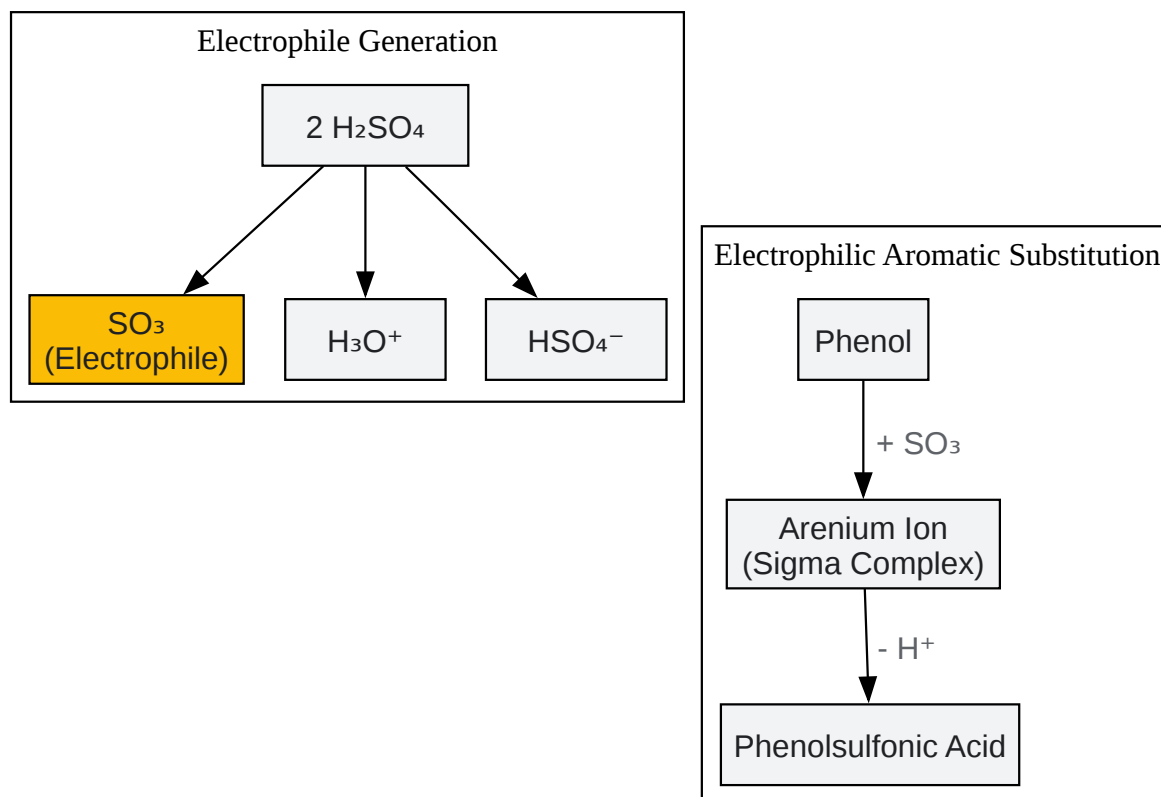 Electrophile Generation
2 H₂SO₄
SO₃
(Electrophile)
H₃O⁺
HSO₄⁻
Electrophilic Aromatic Substitution
Phenol
+ SO₃
Arenium Ion
(Sigma Complex)
- H⁺
Phenolsulfonic Acid